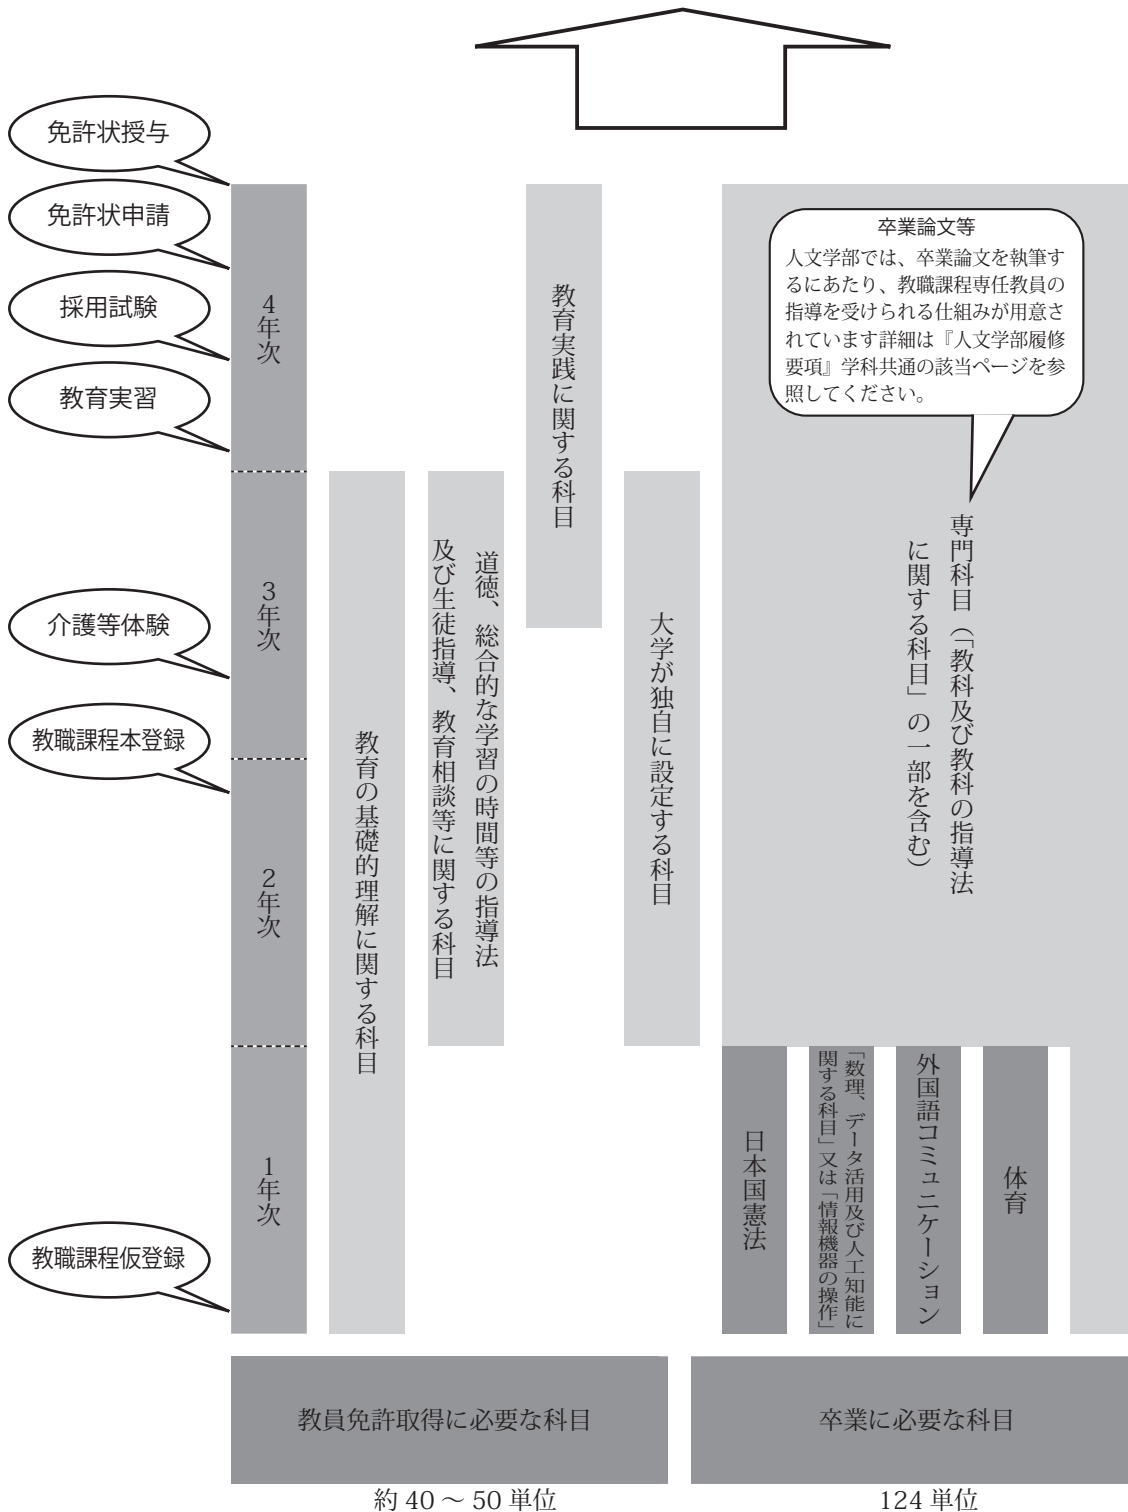 免許状授与
免許状申請
採用試験
教育実習
介護等体験
教職課程本登録
教職課程仮登録
4年次
3年次
2年次
1年次
教育の基礎的理解に関する科目
道徳、総合的な学習の時間等の指導法
及び生徒指導、教育相談等に関する科目
教育実践に関する科目
大学が独自に設定する科目
卒業論文等
人文学部では、卒業論文を執筆す
るにあたり、教職課程専任教員の
指導を受けられる仕組みが用意さ
れています詳細は『人文学部履修
要項』学科共通の該当ページを参
照してください。
専門科目（「教科及び教科の指導法
に関する科目」の一部を含む）
日本国憲法
「数理、データ活用及び人工知能に
関する科目」又は「情報機器の操作」
外国語コミュニケーション
体育
教員免許取得に必要な科目
卒業に必要な科目
約 40 ～ 50 単位
124 単位